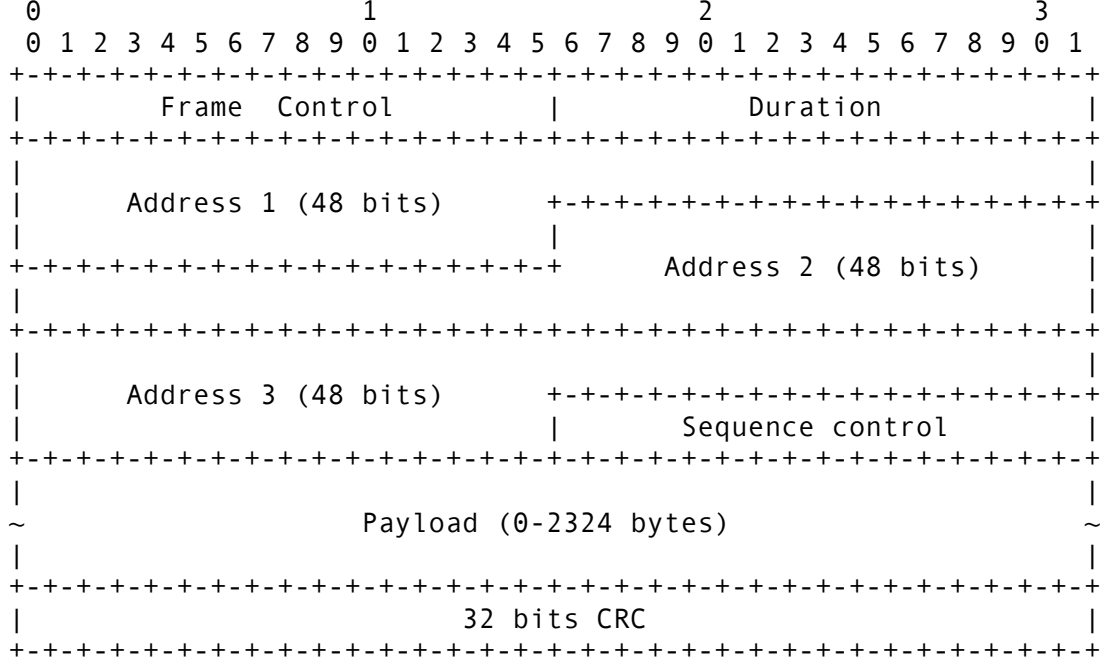 0                   1                   2                   3
 0 1 2 3 4 5 6 7 8 9 0 1 2 3 4 5 6 7 8 9 0 1 2 3 4 5 6 7 8 9 0 1
+-+-+-+-+-+-+-+-+-+-+-+-+-+-+-+-+-+-+-+-+-+-+-+-+-+-+-+-+-+-+-+-+
|        Frame  Control         |           Duration            |
+-+-+-+-+-+-+-+-+-+-+-+-+-+-+-+-+-+-+-+-+-+-+-+-+-+-+-+-+-+-+-+-+
|                                                               |
|      Address 1 (48 bits)      +-+-+-+-+-+-+-+-+-+-+-+-+-+-+-+-+
|                               |                               |
+-+-+-+-+-+-+-+-+-+-+-+-+-+-+-+-+      Address 2 (48 bits)      |
|                                                               |
+-+-+-+-+-+-+-+-+-+-+-+-+-+-+-+-+-+-+-+-+-+-+-+-+-+-+-+-+-+-+-+-+
|                                                               |
|      Address 3 (48 bits)      +-+-+-+-+-+-+-+-+-+-+-+-+-+-+-+-+
|                               |       Sequence control        |
+-+-+-+-+-+-+-+-+-+-+-+-+-+-+-+-+-+-+-+-+-+-+-+-+-+-+-+-+-+-+-+-+
|                                                               |
~                    Payload (0-2324 bytes)                     ~
|                                                               |
+-+-+-+-+-+-+-+-+-+-+-+-+-+-+-+-+-+-+-+-+-+-+-+-+-+-+-+-+-+-+-+-+
|                          32 bits CRC                          |
+-+-+-+-+-+-+-+-+-+-+-+-+-+-+-+-+-+-+-+-+-+-+-+-+-+-+-+-+-+-+-+-+